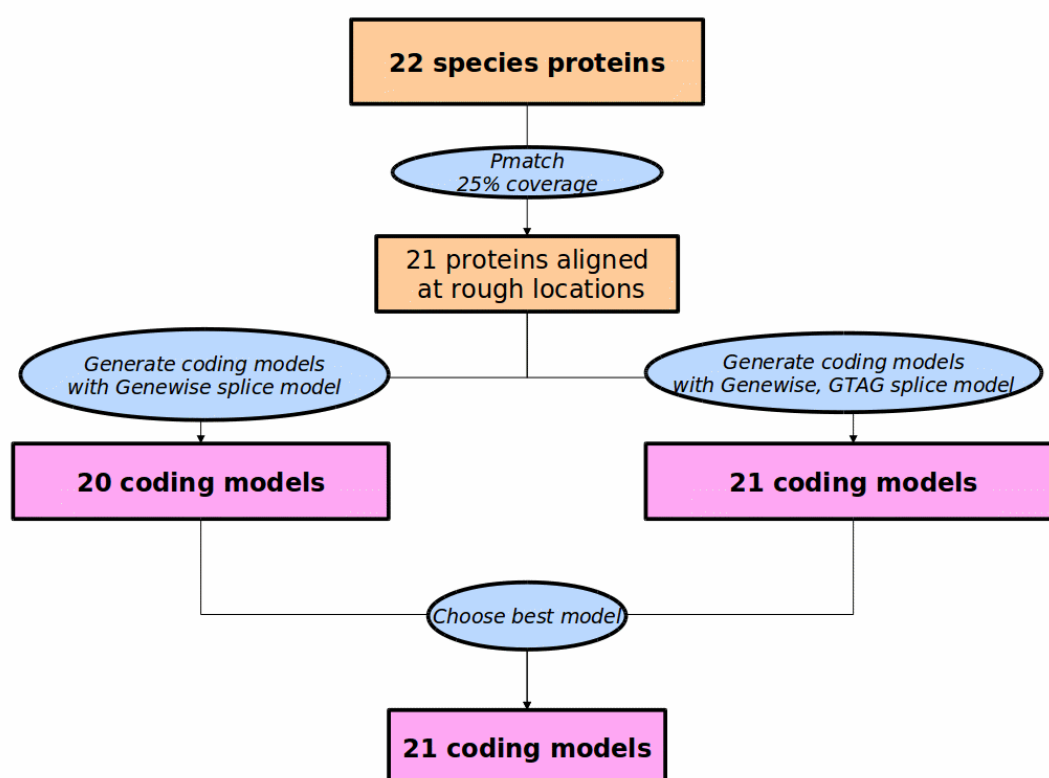 22 species proteins
Pmatch
25% coverage
21 proteins aligned
at rough locations
Generate coding models
with Genewise splice model
Generate coding models
with Genewise, GTAG splice model
20 coding models
21 coding models
Choose best model
21 coding models